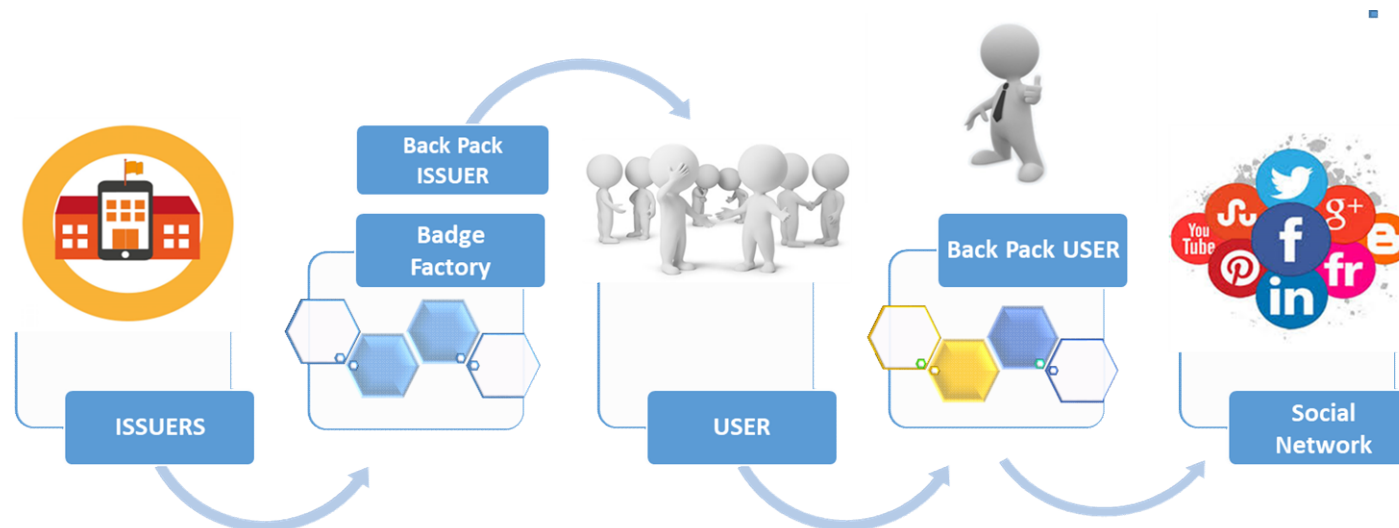 Back Pack
ISSUER
Badge
Factory
Back Pack USER
ISSUERS
USER
Social
Network
You
Tube
g+
f
in
fr